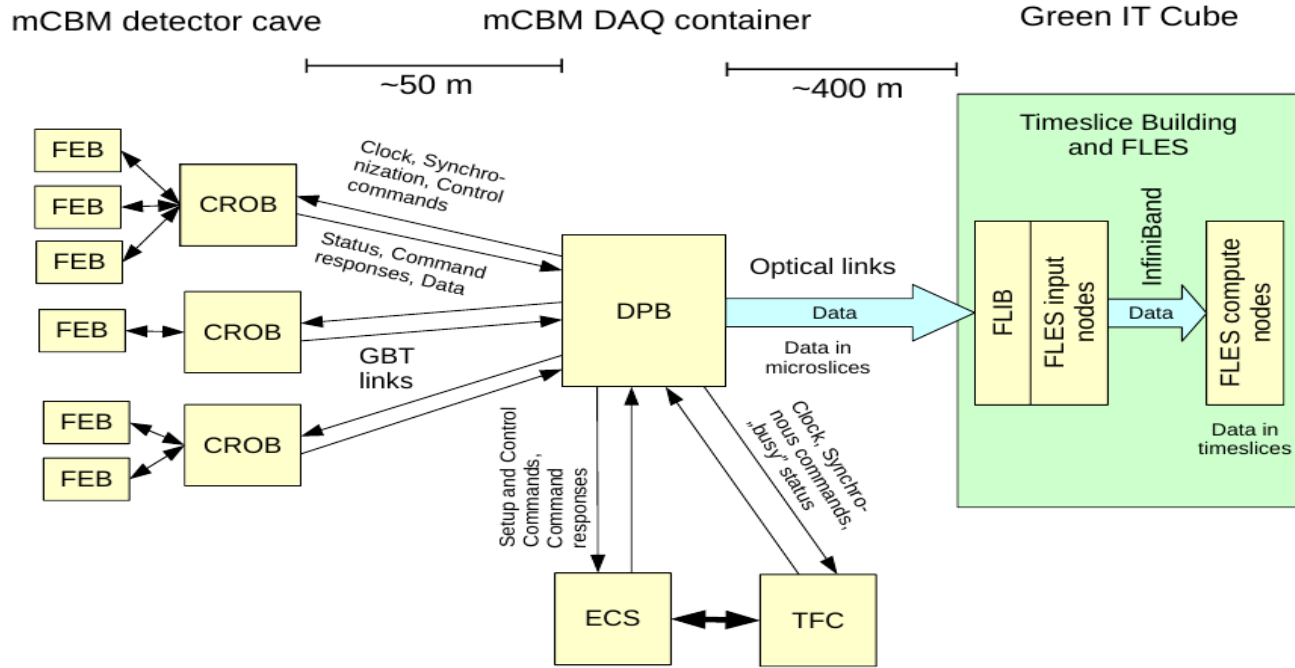 mCBM detector cave
mCBM DAQ container
Green IT Cube
~50 m
~400 m
FEB
FEB
FEB
CROB
Clock, Synchro-
nization, Control
commands
Status, Command
responses, Data
FEB
CROB
GBT
links
FEB
FEB
CROB
DPB
Optical links
Data
Data in
microslices
Timeslice Building
and FLES
FLIB
FLES input
nodes
InfiniBand
Data
FLES compute
nodes
Data in
timeslices
Setup and Control
Commands,
Command
responses
Clock, Synchro-
nous commands,
„busy” status
ECS
TFC